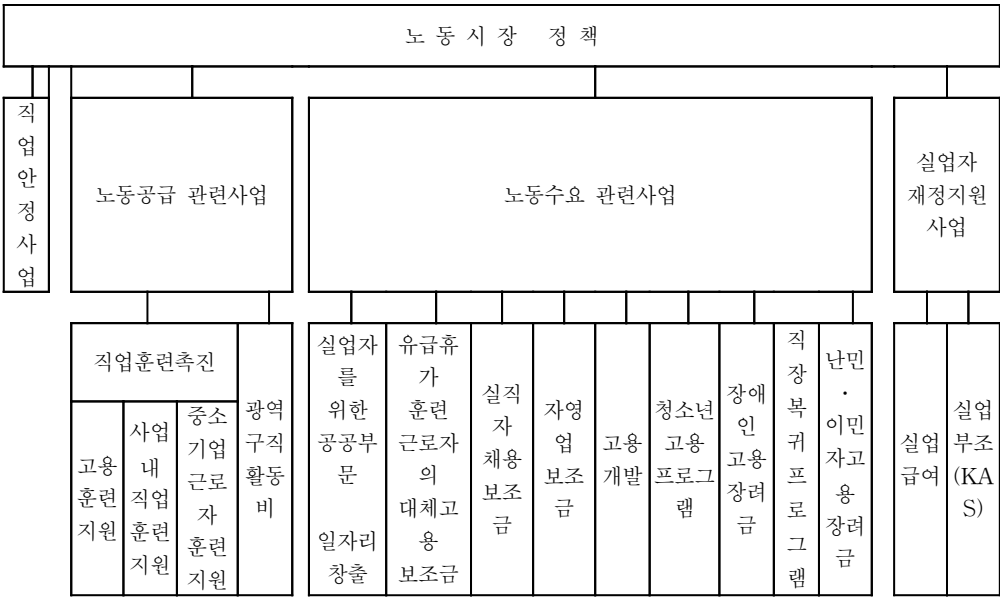 노 동 시 장 정 책
직
업
안
정
사
업
노동공급 관련사업
노동수요 관련사업
실업자
재정지원
사업
직업훈련촉진
고용
훈련
지원
사업
내
직업
훈련
지원
중소
기업
근로
자
훈련
지원
광역
구직
활동
비
실업자
를
위한
공공부
문
일자리
창출
유급휴
가
훈련
근로자
의
대체고
용
보조금
실직
자
채용
보조
금
자영
업
보조
금
고용
개발
청소년
고용
프로그
램
장애
인
고용
장려
금
직
장
복
귀
프
로
그
램
난민
·
이민
자고
용
장려
금
실업
급여
실업
부조
(KA
S)